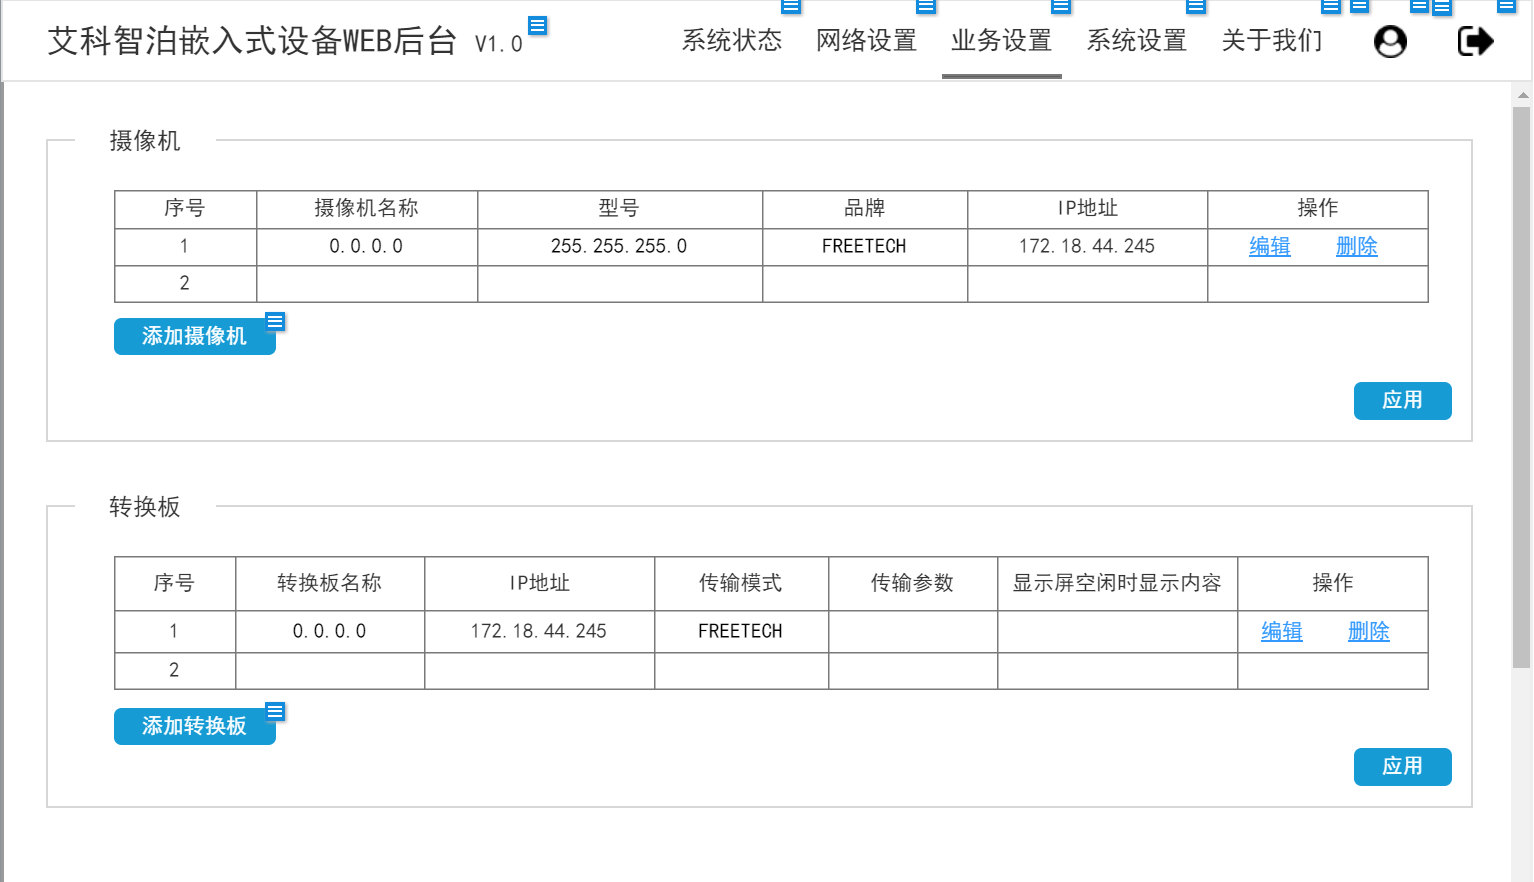 艾科智泊嵌入式设备WEB后台 V1.0
系统状态 网络设置 业务设置 系统设置 关于我们
摄像机
序号 摄像机名称 型号 品牌 IP地址 操作
1 0.0.0.0 255.255.255.0 FREETECH 172.18.44.245 编辑 删除
2
添加摄像机
应用
转换板
序号 转换板名称 IP地址 传输模式 传输参数 显示屏空闲时显示内容 操作
1 0.0.0.0 172.18.44.245 FREETECH 编辑 删除
2
添加转换板
应用